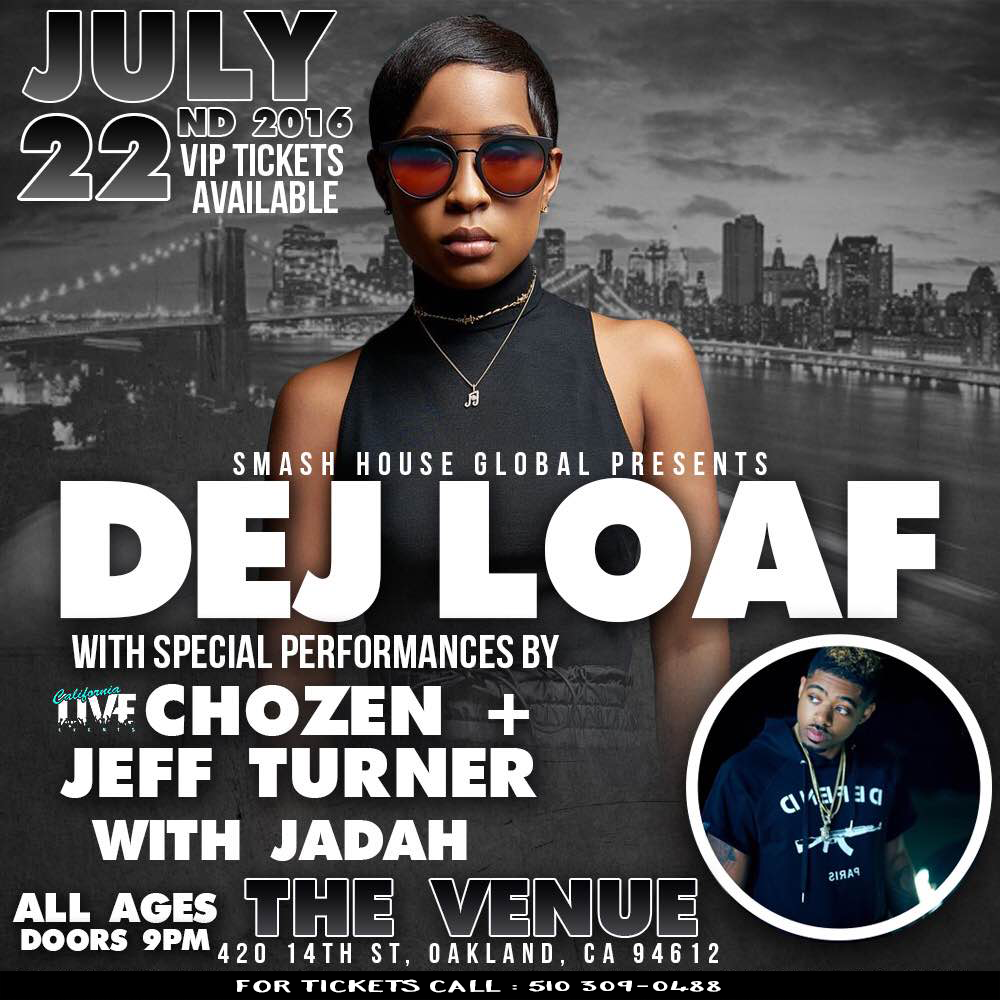 JULY
22ND 2016
VIP TICKETS
AVAILABLE
SMASH HOUSE GLOBAL PRESENTS
DEJ LOAF
WITH SPECIAL PERFORMANCES BY
California
LIVE
EVENTS
CHOZEN +
JEFF TURNER
WITH JADAH
DEFEND
PARIS
ALL AGES
DOORS 9PM
THE VENUE
420 14TH ST, OAKLAND, CA 94612
FOR TICKETS CALL : 510 309-0488